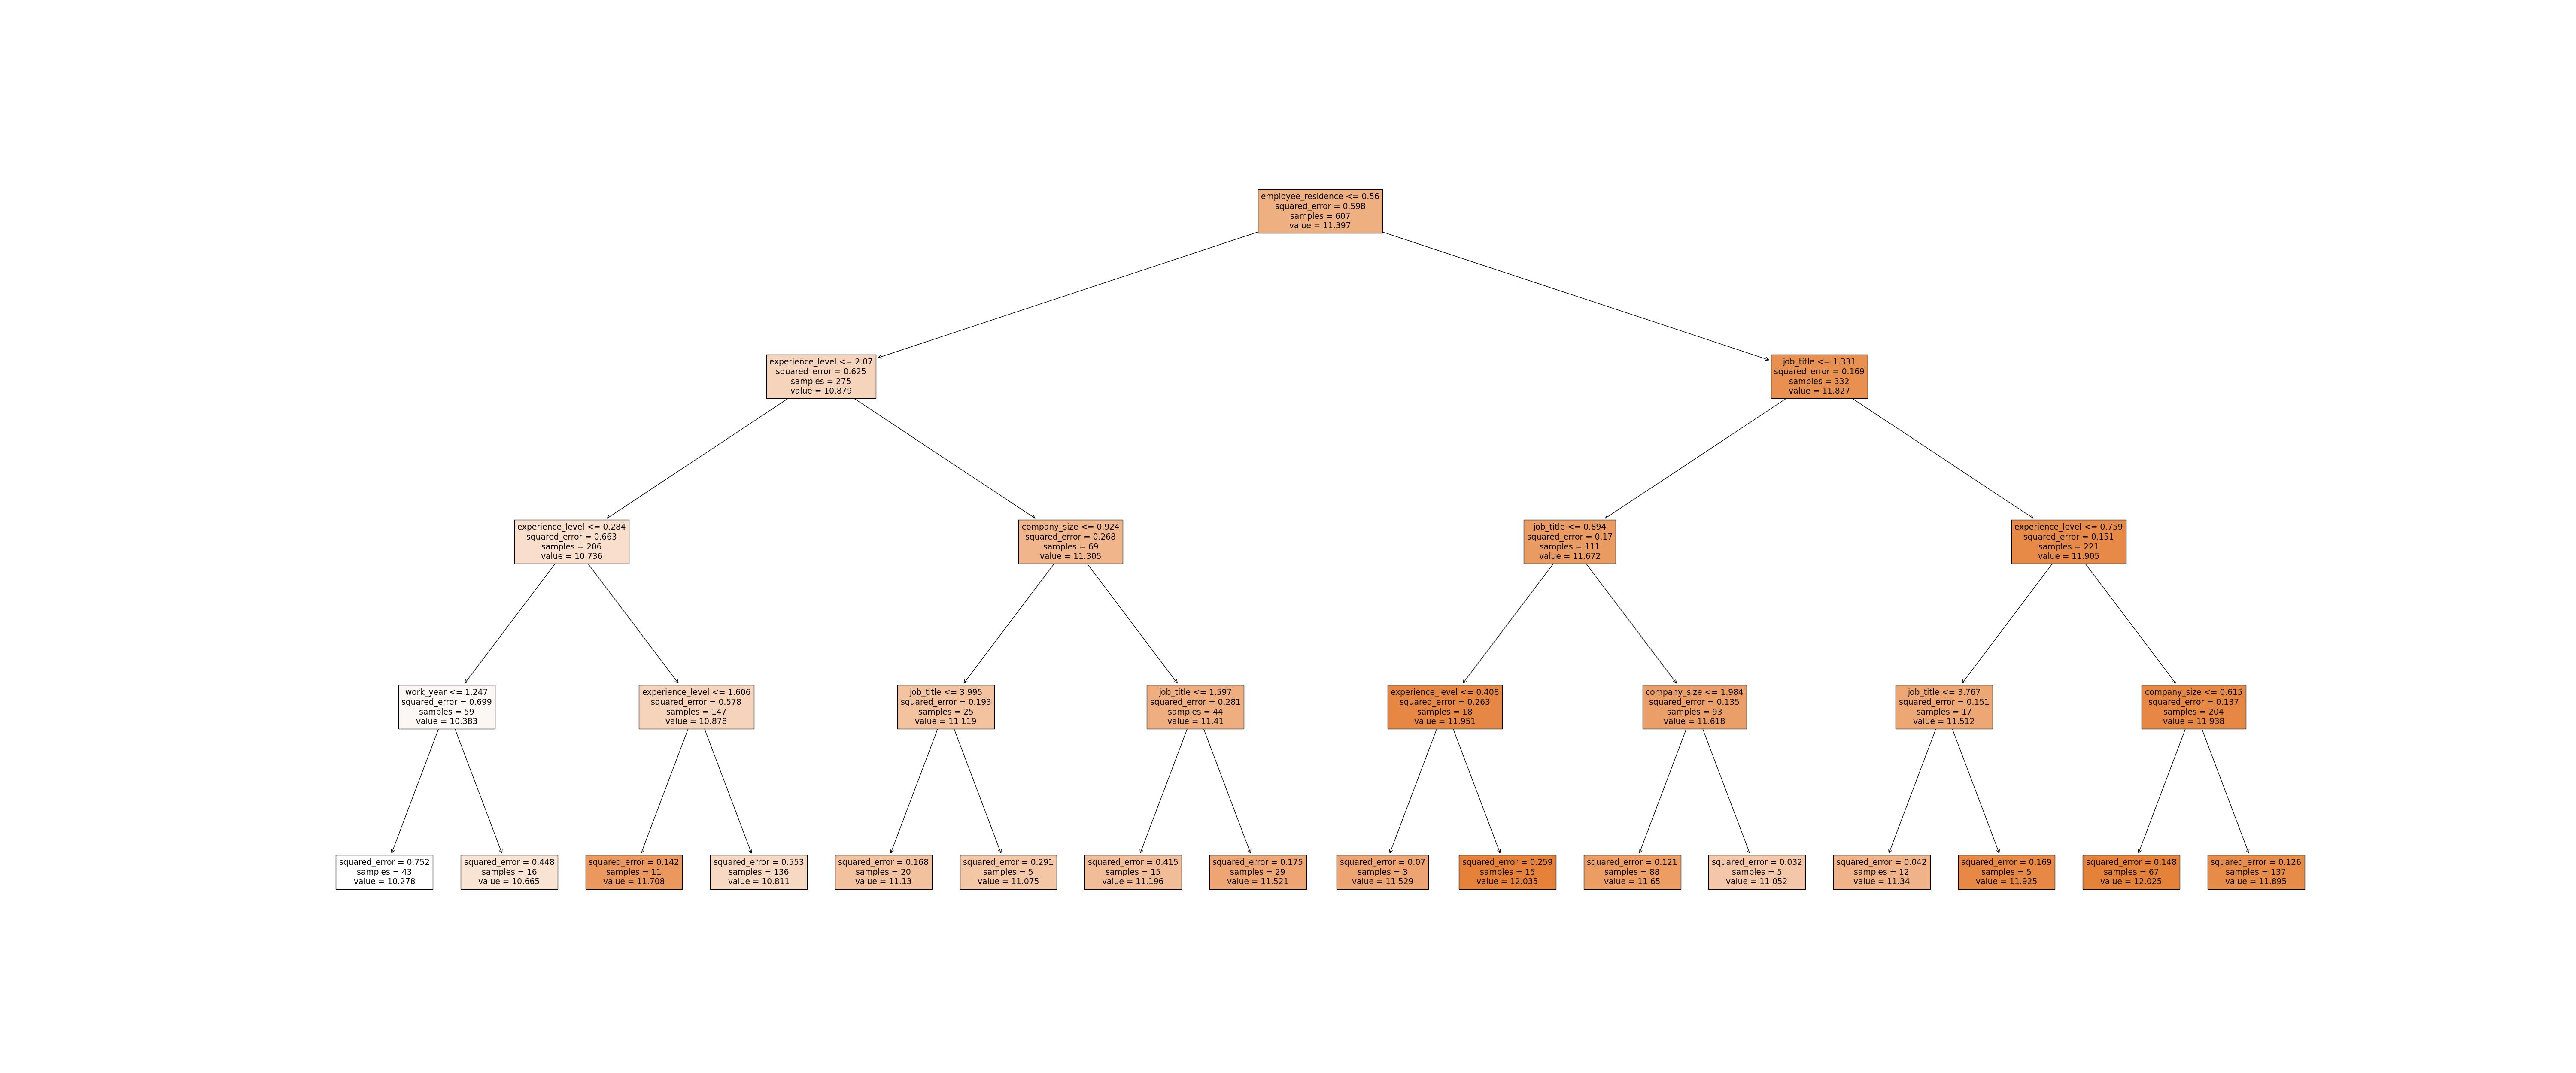 employee_residence <= 0.56
squared_error = 0.598
samples = 607
value = 11.397
experience_level <= 2.07
squared_error = 0.625
samples = 275
value = 10.879
job_title <= 1.331
squared_error = 0.169
samples = 332
value = 11.827
experience_level <= 0.284
squared_error = 0.663
samples = 206
value = 10.736
company_size <= 0.924
squared_error = 0.268
samples = 69
value = 11.305
job_title <= 0.894
squared_error = 0.17
samples = 111
value = 11.672
experience_level <= 0.759
squared_error = 0.151
samples = 221
value = 11.905
work_year <= 1.247
squared_error = 0.699
samples = 59
value = 10.383
experience_level <= 1.606
squared_error = 0.578
samples = 147
value = 10.878
job_title <= 3.995
squared_error = 0.193
samples = 25
value = 11.119
job_title <= 1.597
squared_error = 0.281
samples = 44
value = 11.41
experience_level <= 0.408
squared_error = 0.263
samples = 18
value = 11.951
company_size <= 1.984
squared_error = 0.135
samples = 93
value = 11.618
job_title <= 3.767
squared_error = 0.151
samples = 17
value = 11.512
company_size <= 0.615
squared_error = 0.137
samples = 204
value = 11.938
squared_error = 0.752
samples = 43
value = 10.278
squared_error = 0.448
samples = 16
value = 10.665
squared_error = 0.142
samples = 11
value = 11.708
squared_error = 0.553
samples = 136
value = 10.811
squared_error = 0.168
samples = 20
value = 11.13
squared_error = 0.291
samples = 5
value = 11.075
squared_error = 0.415
samples = 15
value = 11.196
squared_error = 0.175
samples = 29
value = 11.521
squared_error = 0.07
samples = 3
value = 11.529
squared_error = 0.259
samples = 15
value = 12.035
squared_error = 0.121
samples = 88
value = 11.65
squared_error = 0.032
samples = 5
value = 11.052
squared_error = 0.042
samples = 12
value = 11.34
squared_error = 0.169
samples = 5
value = 11.925
squared_error = 0.148
samples = 67
value = 12.025
squared_error = 0.126
samples = 137
value = 11.895